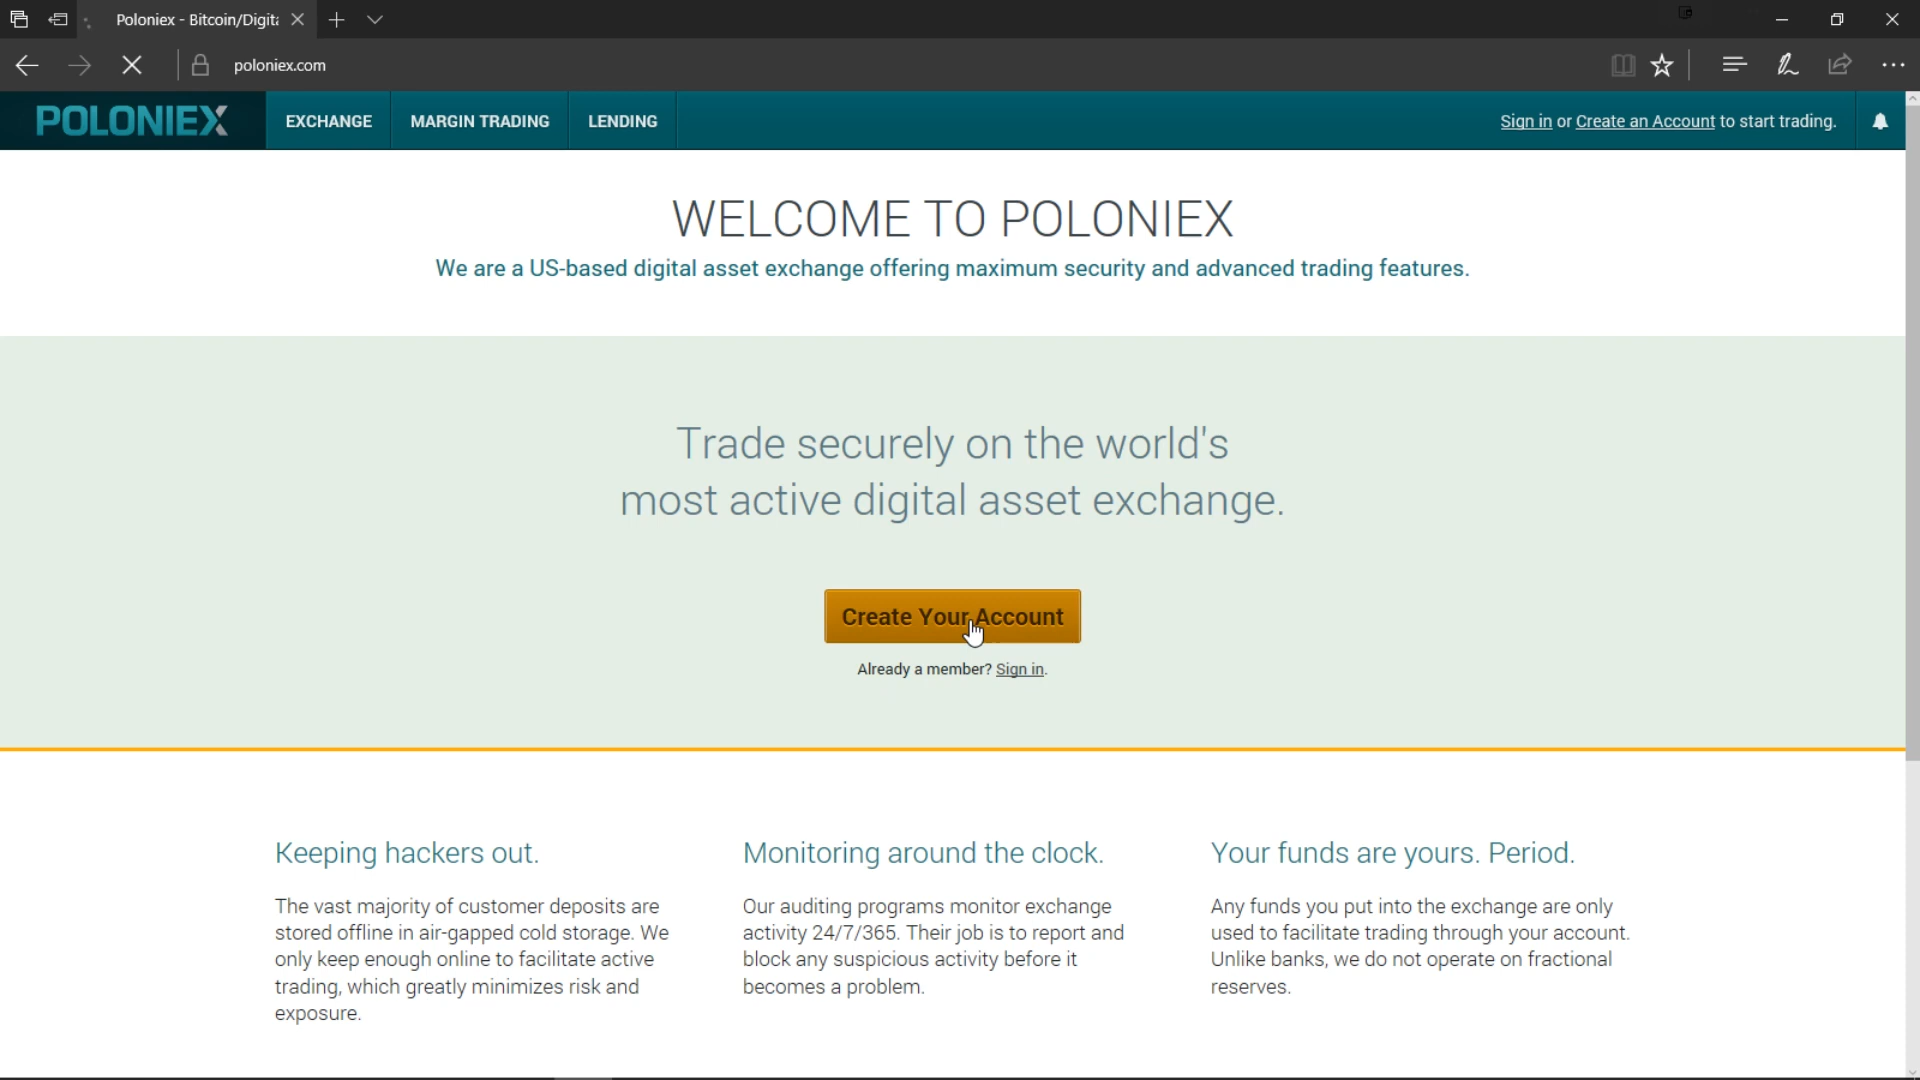 Poloniex - Bitcoin/Digita
poloniex.com
POLONIEX
EXCHANGE
MARGIN TRADING
LENDING
Sign in or Create an Account to start trading.
WELCOME TO POLONIEX
We are a US-based digital asset exchange offering maximum security and advanced trading features.
Trade securely on the world's
most active digital asset exchange.
Create Your Account
Already a member? Sign in.
Keeping hackers out.
The vast majority of customer deposits are
stored offline in air-gapped cold storage. We
only keep enough online to facilitate active
trading, which greatly minimizes risk and
exposure.
Monitoring around the clock.
Our auditing programs monitor exchange
activity 24/7/365. Their job is to report and
block any suspicious activity before it
becomes a problem.
Your funds are yours. Period.
Any funds you put into the exchange are only
used to facilitate trading through your account.
Unlike banks, we do not operate on fractional
reserves.